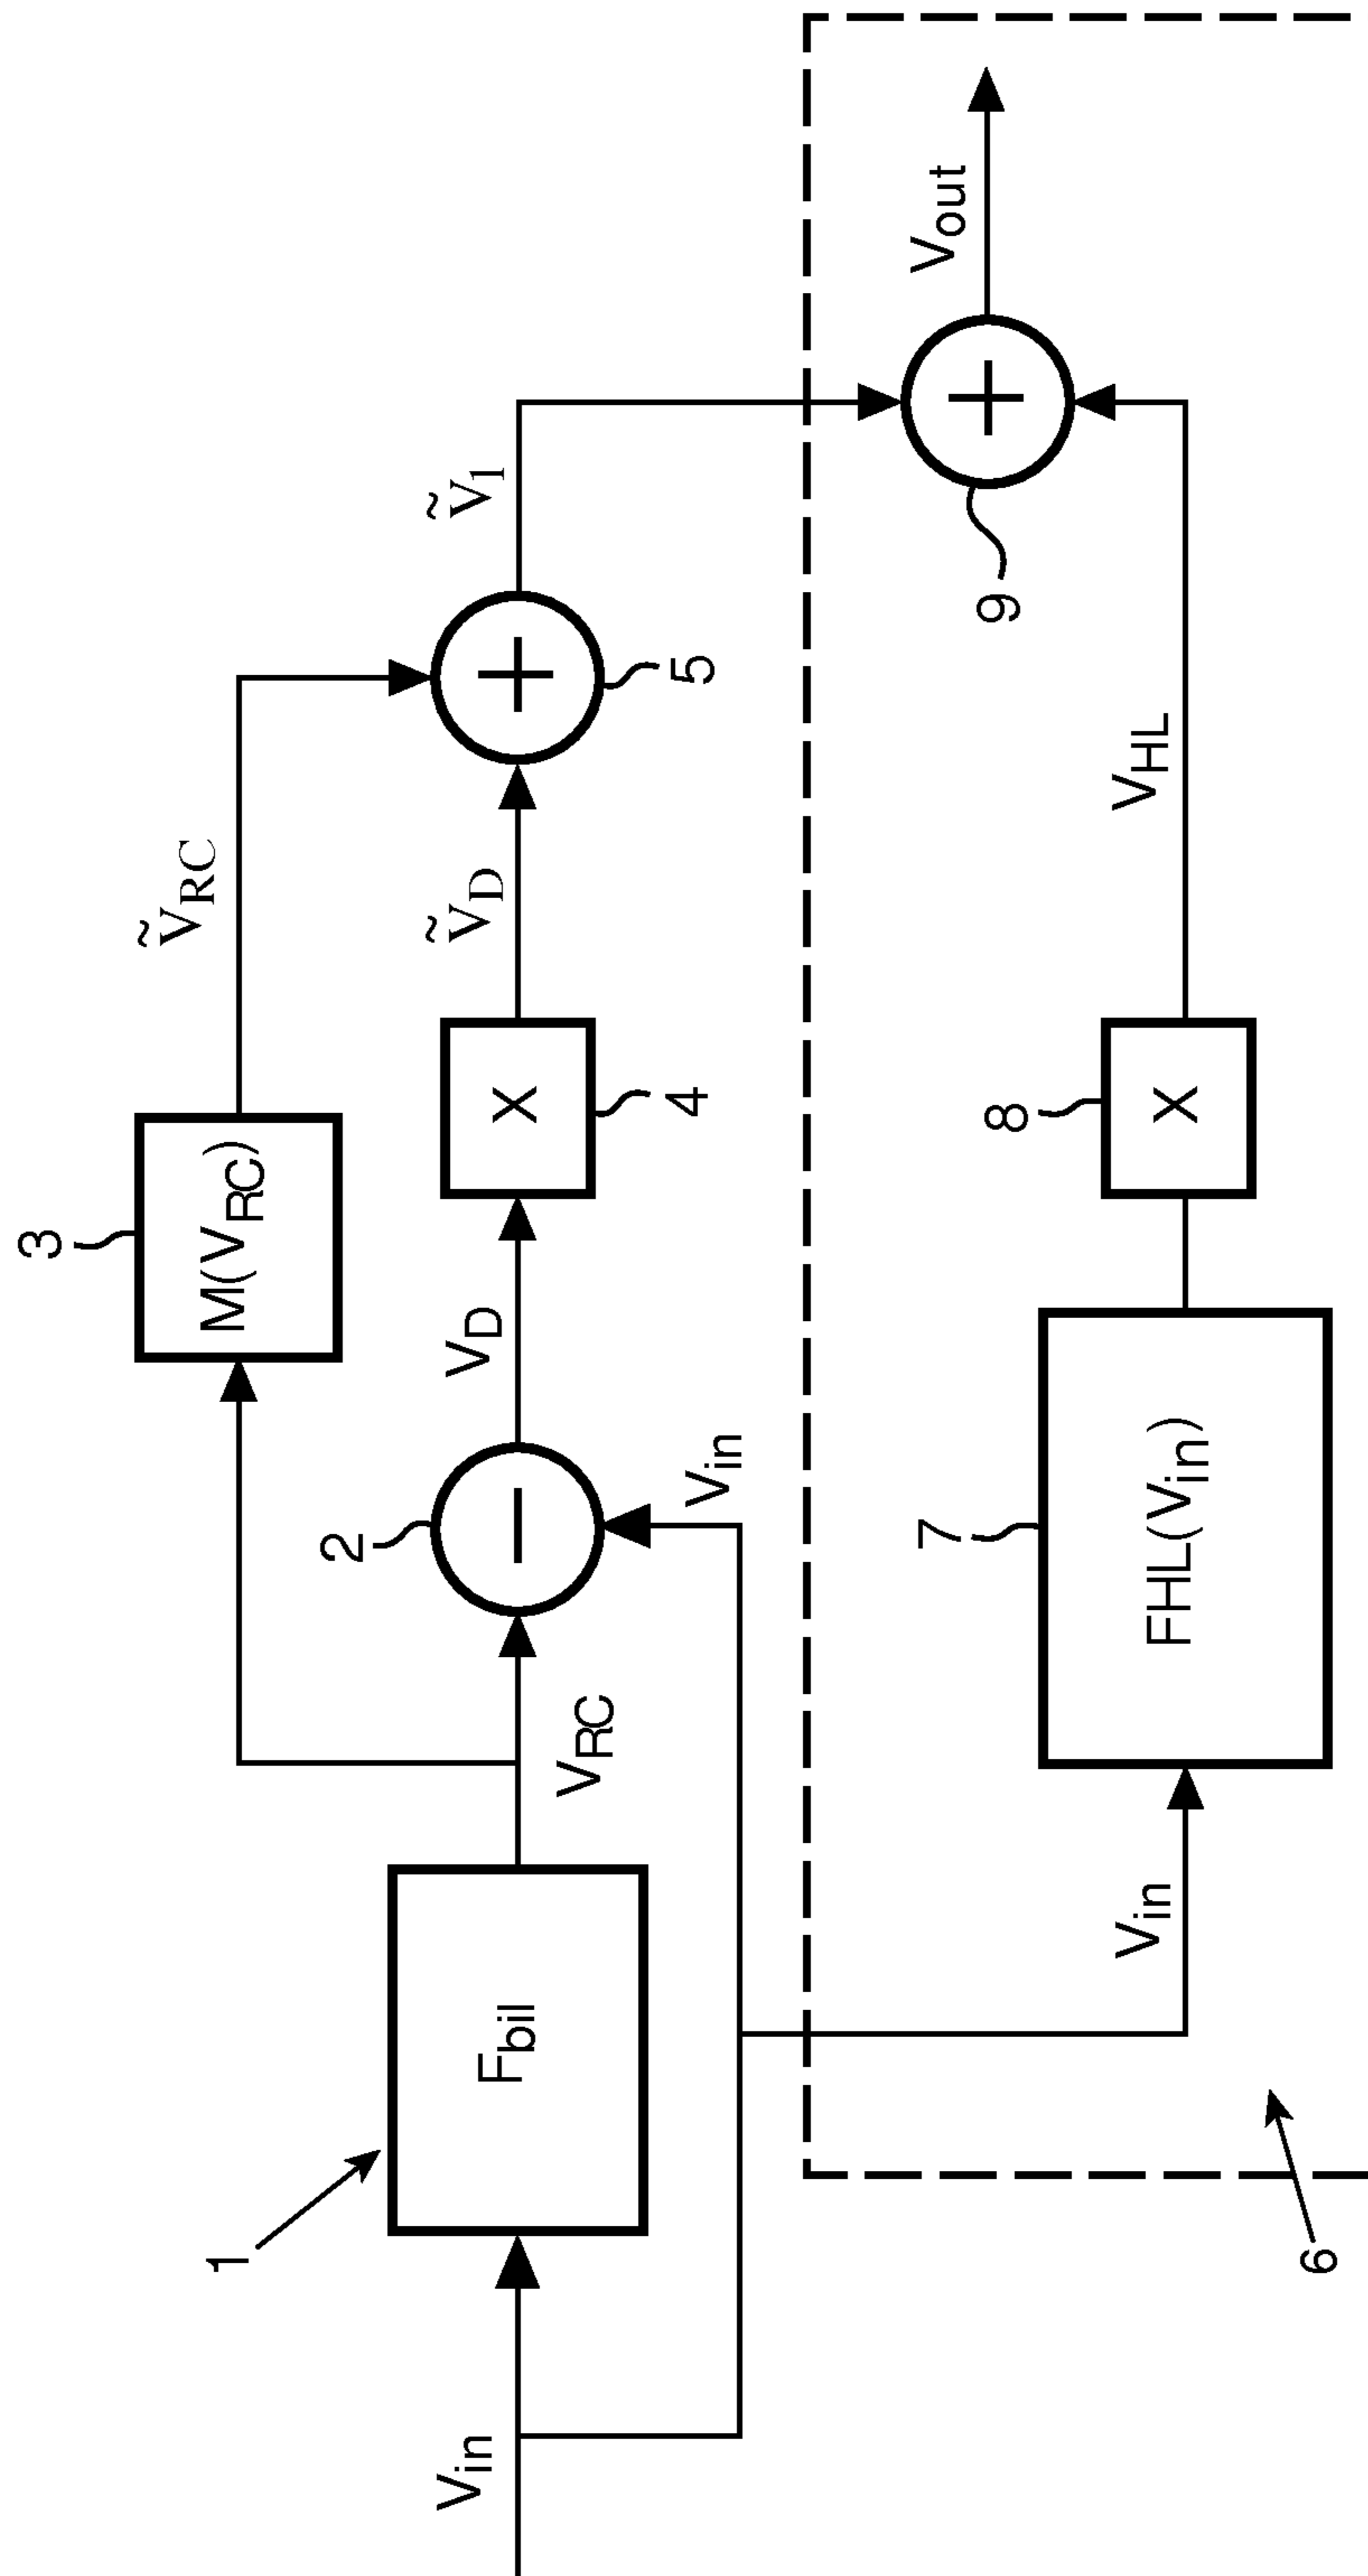 3
M(V_RC)
Ṽ_RC
1
V_in
F_bil
V_RC
2
V_D
X
4
Ṽ_D
+
5
Ṽ_1
V_in
−
V_in
7
FHL(V_in)
8
X
V_HL
9
+
V_out
6